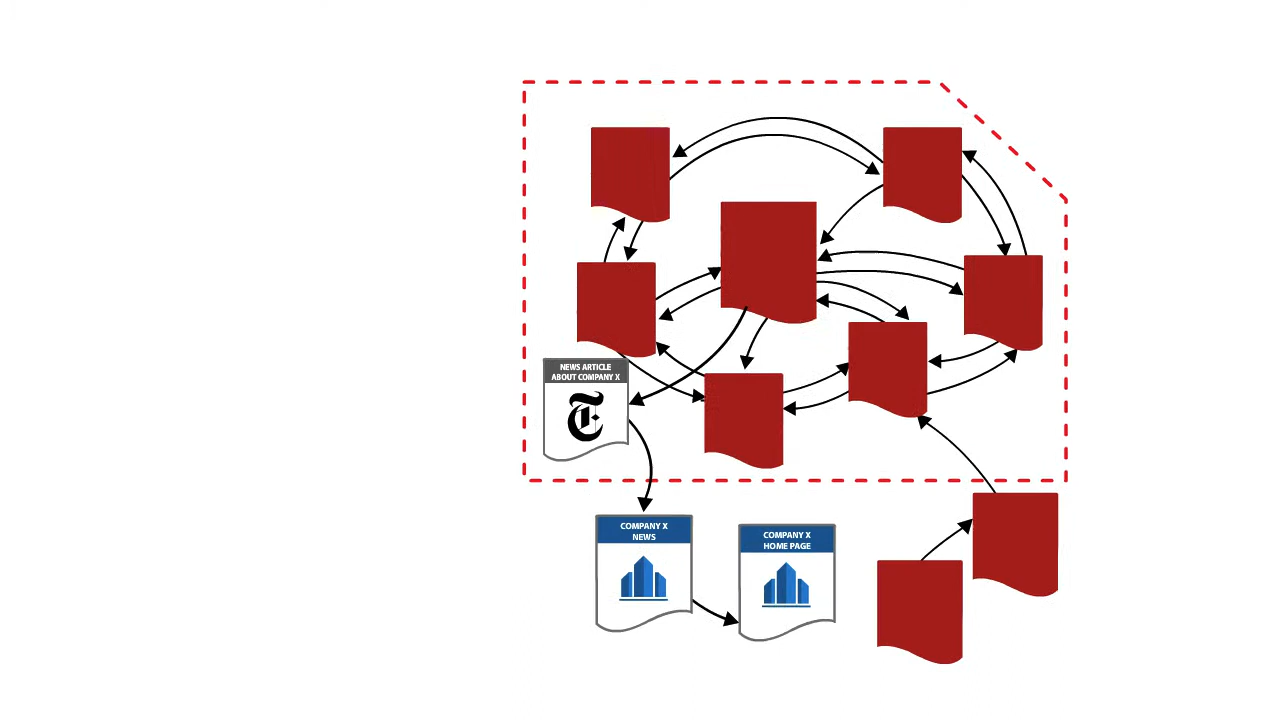 NEWS ARTICLE
ABOUT COMPANY X
T
COMPANY X
NEWS
COMPANY X
HOME PAGE